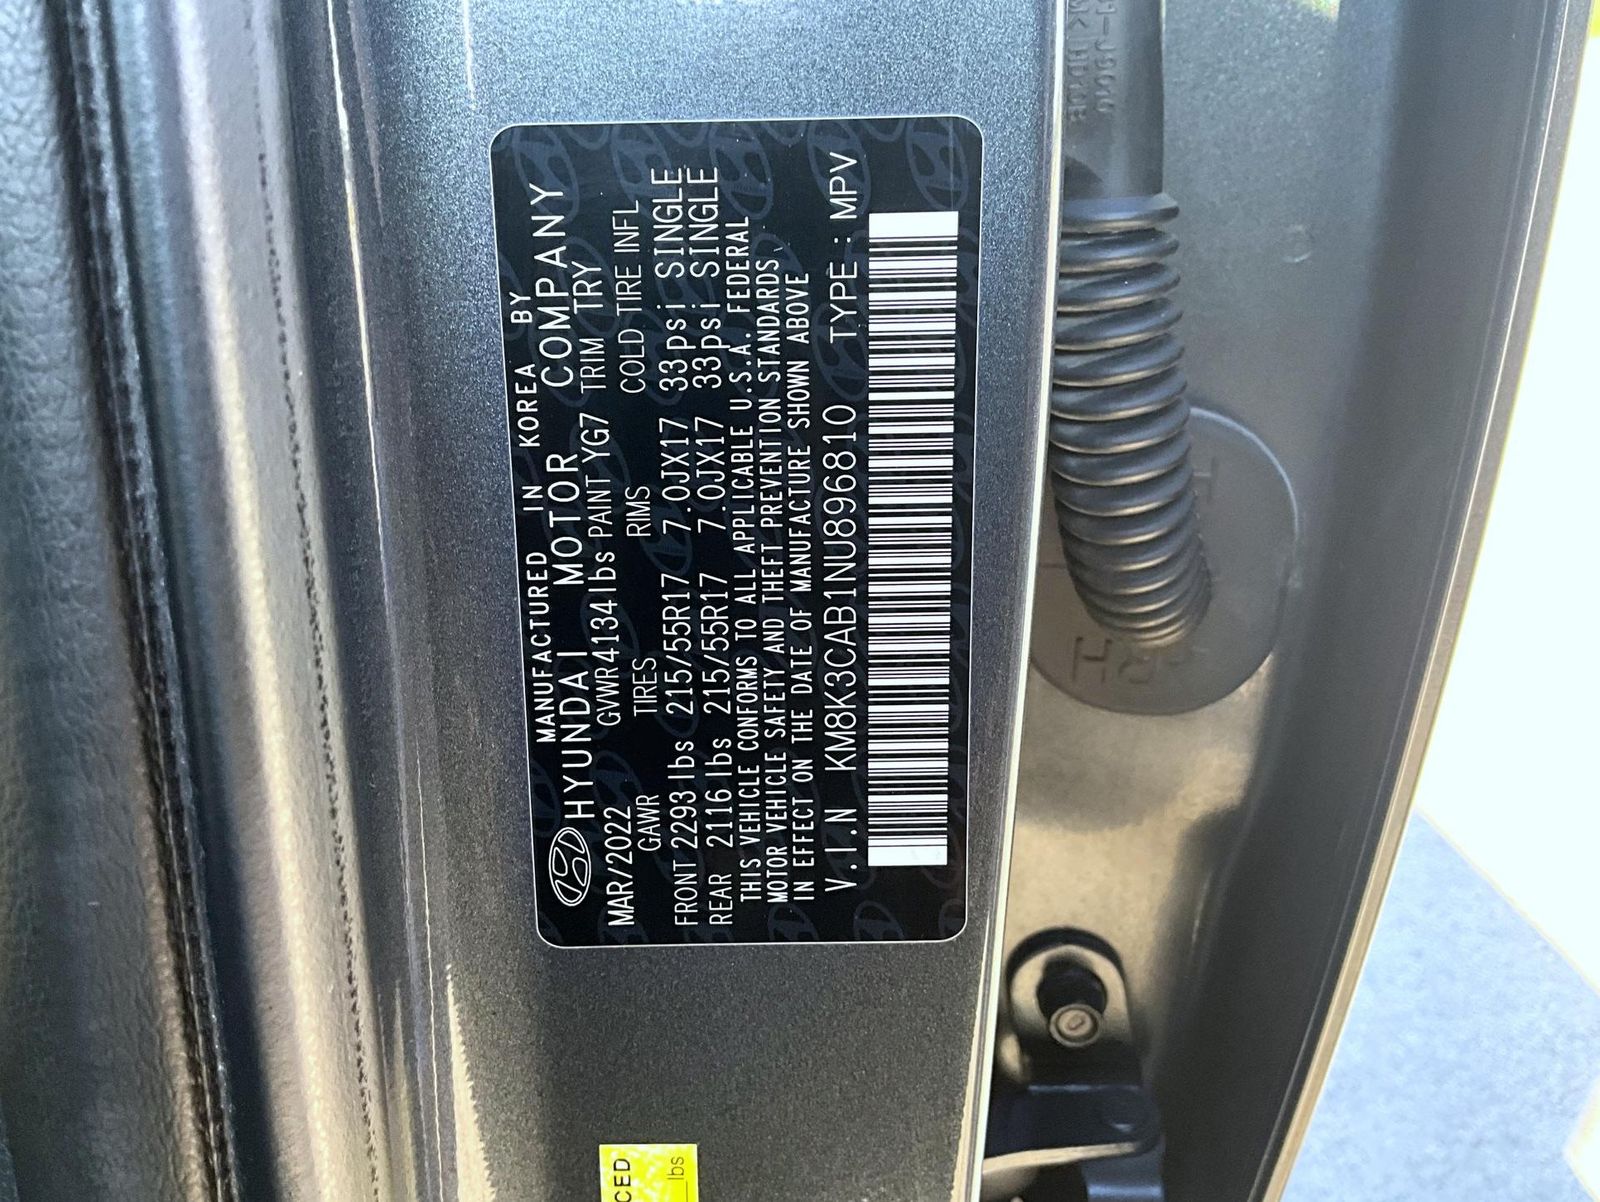 MANUFACTURED IN KOREA BY
HYUNDAI MOTOR COMPANY
MAR/2022 GVWR 4134 lbs PAINT YG7 TRIM TRY
GAWR TIRES RIMS COLD TIRE INFL
FRONT 2293 lbs 215/55R17 7.0JX17 33psi SINGLE
REAR 2116 lbs 215/55R17 7.0JX17 33psi SINGLE
THIS VEHICLE CONFORMS TO ALL APPLICABLE U.S.A. FEDERAL
MOTOR VEHICLE SAFETY AND THEFT PREVENTION STANDARDS
IN EFFECT ON THE DATE OF MANUFACTURE SHOWN ABOVE
V.I.N KM8K3CAB1NU896810 TYPE : MPV
RH
CED
lbs